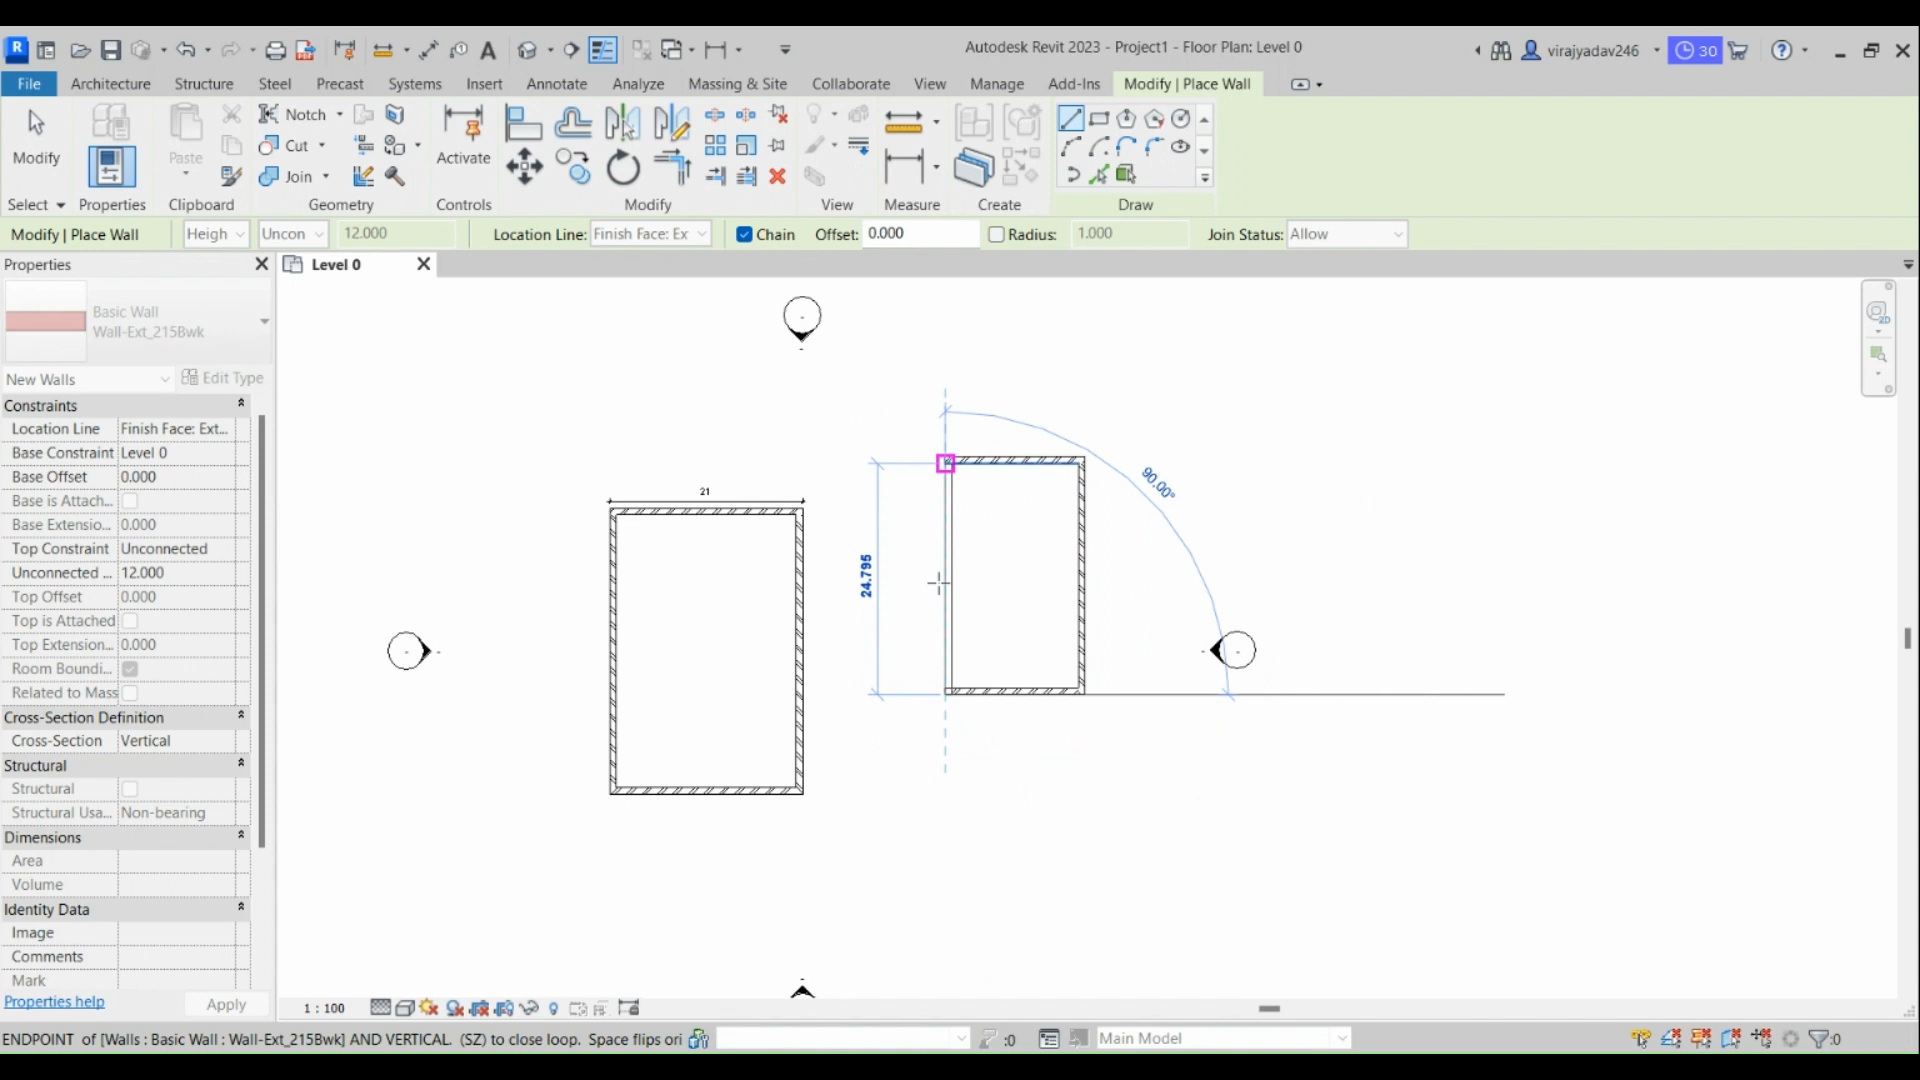 Autodesk Revit 2023 - Project1 - Floor Plan: Level 0
virajyadav246
30
File Architecture Structure Steel Precast Systems Insert Annotate Analyze Massing & Site Collaborate View Manage Add-Ins Modify | Place Wall
Modify
Paste
Notch
Cut
Join
Activate
Select Properties Clipboard Geometry Controls Modify View Measure Create Draw
Modify | Place Wall Heigh Uncon 12.000 Location Line: Finish Face: Ex Chain Offset: 0.000 Radius: 1.000 Join Status: Allow
Properties
Level 0
Basic Wall
Wall-Ext_215Bwk
New Walls Edit Type
Constraints
Location Line Finish Face: Ext...
Base Constraint Level 0
Base Offset 0.000
Base is Attach...
Base Extensio... 0.000
Top Constraint Unconnected
Unconnected ... 12.000
Top Offset 0.000
Top is Attached
Top Extension... 0.000
Room Boundi...
Related to Mass
Cross-Section Definition
Cross-Section Vertical
Structural
Structural
Structural Usa... Non-bearing
Dimensions
Area
Volume
Identity Data
Image
Comments
Mark
Properties help Apply
21
24.795
90.00°
1 : 100
ENDPOINT of [Walls : Basic Wall : Wall-Ext_215Bwk] AND VERTICAL. (SZ) to close loop. Space flips ori
:0
Main Model
:0